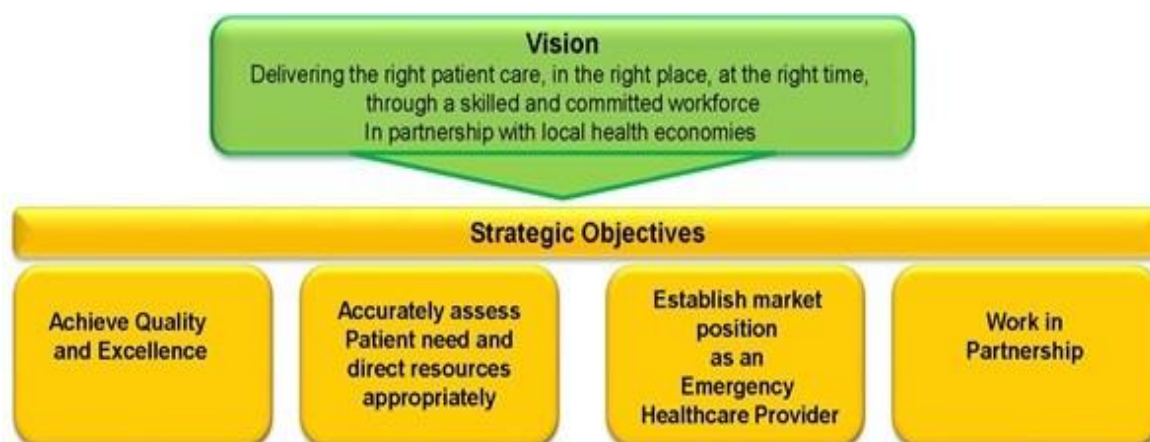 Vision
Delivering the right patient care, in the right place, at the right time,
through a skilled and committed workforce
In partnership with local health economies
Strategic Objectives
Achieve Quality
and Excellence
Accurately assess
Patient need and
direct resources
appropriately
Establish market
position
as an
Emergency
Healthcare Provider
Work in
Partnership